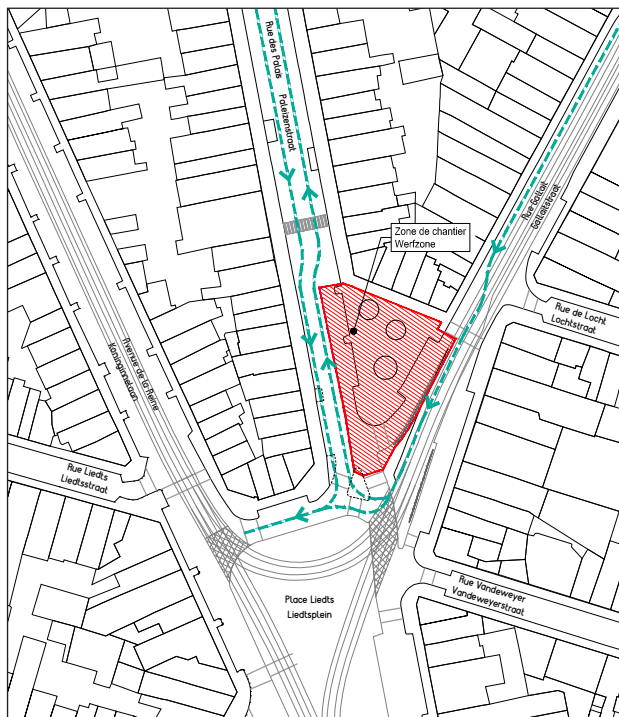 Rue des Palais
Paleizenstraat
Rue Gallait
Gallaitstraat
Zone de chantier
Werfzone
Rue de Locht
Lochtstraat
Avenue de la Reine
Koninginnelaan
Rue Liedts
Liedtsstraat
Rue Vandeweyer
Vandeweyerstraat
Place Liedts
Liedtsplein